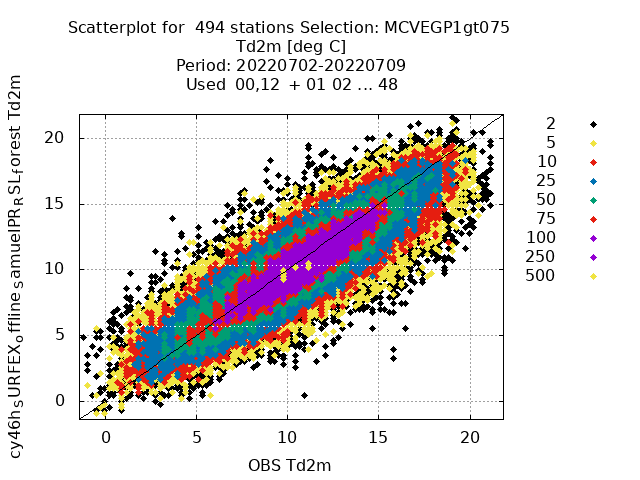 Scatterplot for 494 stations Selection: MCVEGP1gt075
Td2m [deg C]
Period: 20220702-20220709
Used 00,12 + 01 02 ... 48
cy46h_SURFEX_offline_samuelPR_RSL_forest Td2m
20
15
10
5
0
0 5 10 15 20
OBS Td2m
2
5
10
25
50
75
100
250
500